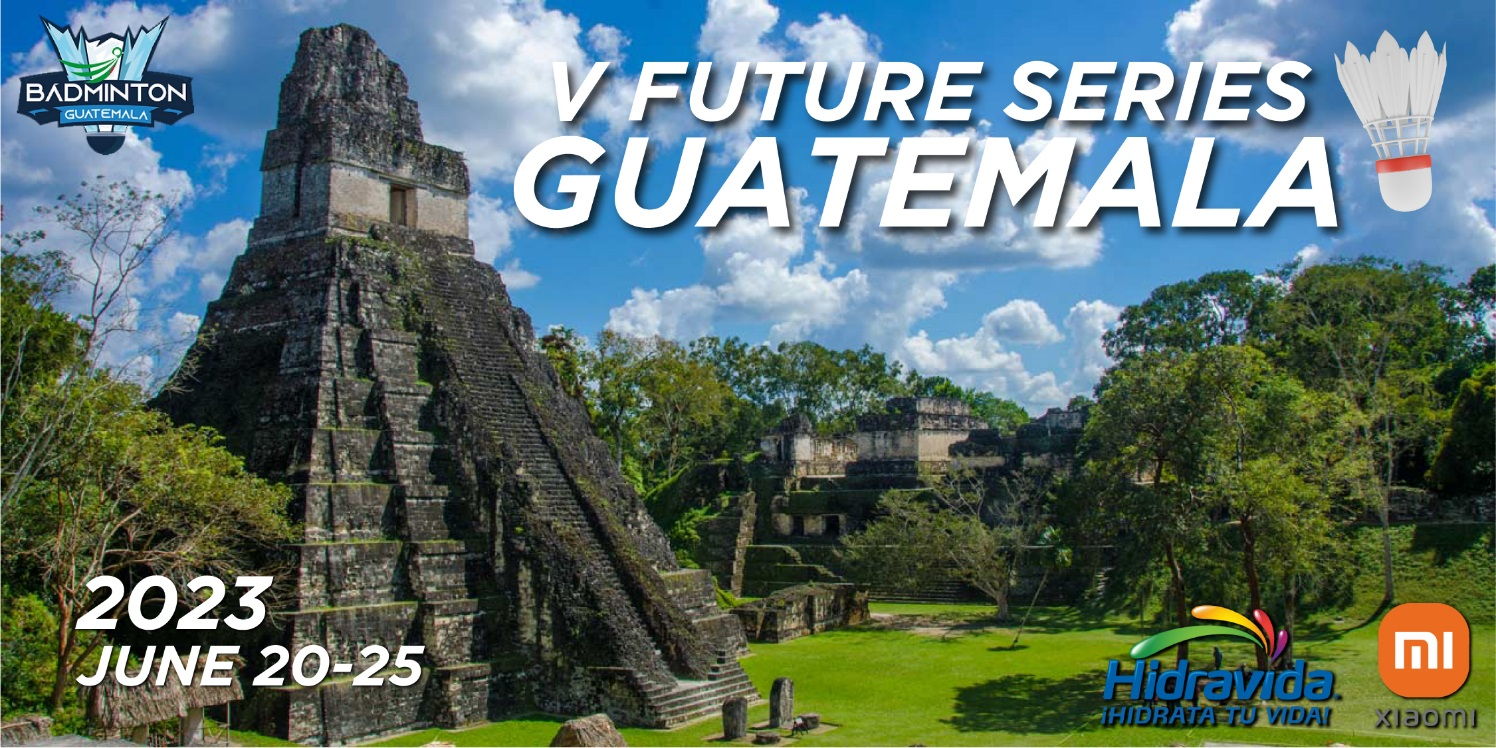 BADMINTON
GUATEMALA
V FUTURE SERIES
GUATEMALA
2023
JUNE 20-25
Hidravida.
¡HIDRATA TU VIDA!
mi
xiaomi